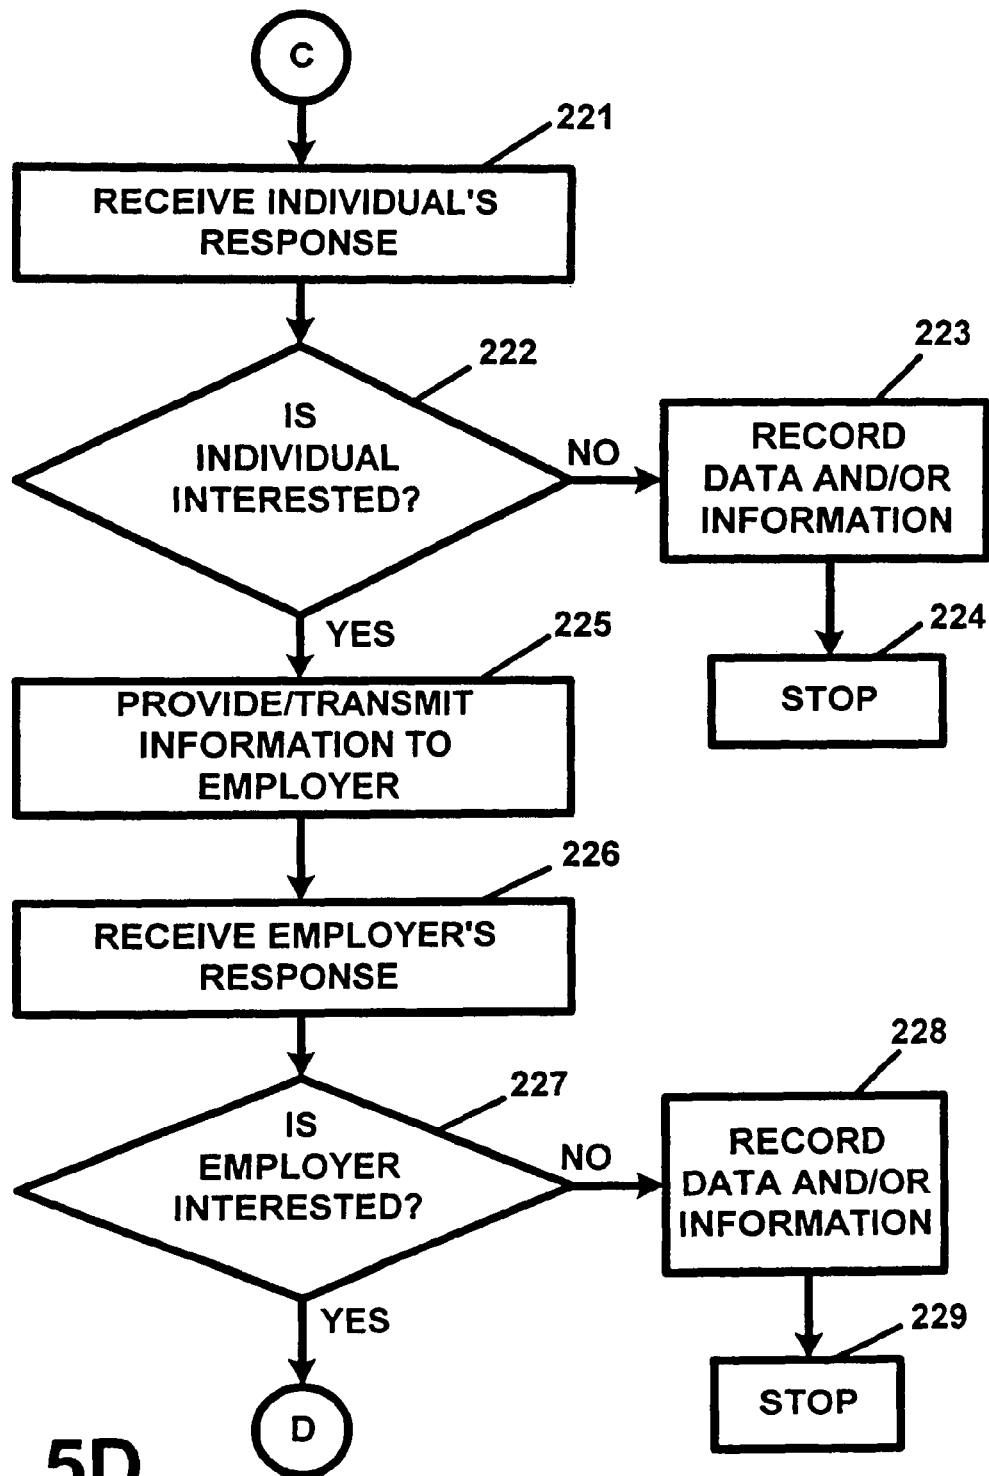 C
221
RECEIVE INDIVIDUAL'S
RESPONSE
222
IS
INDIVIDUAL
INTERESTED?
NO
223
RECORD
DATA AND/OR
INFORMATION
224
STOP
YES
225
PROVIDE/TRANSMIT
INFORMATION TO
EMPLOYER
226
RECEIVE EMPLOYER'S
RESPONSE
227
IS
EMPLOYER
INTERESTED?
NO
228
RECORD
DATA AND/OR
INFORMATION
229
STOP
YES
D
5D